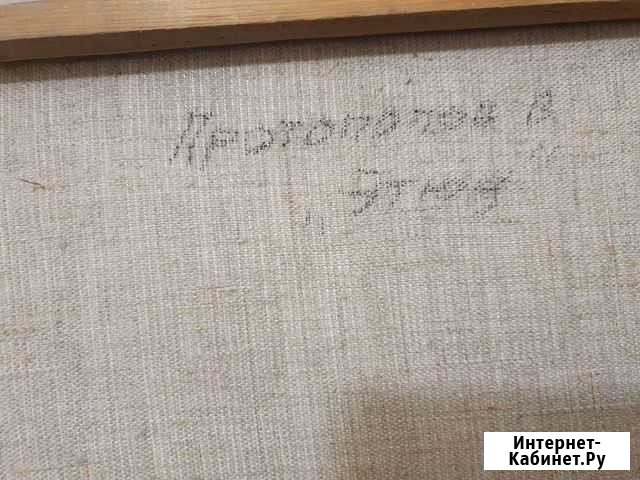 Протопопов В
"Этюд"
Интернет-
Кабинет.Ру